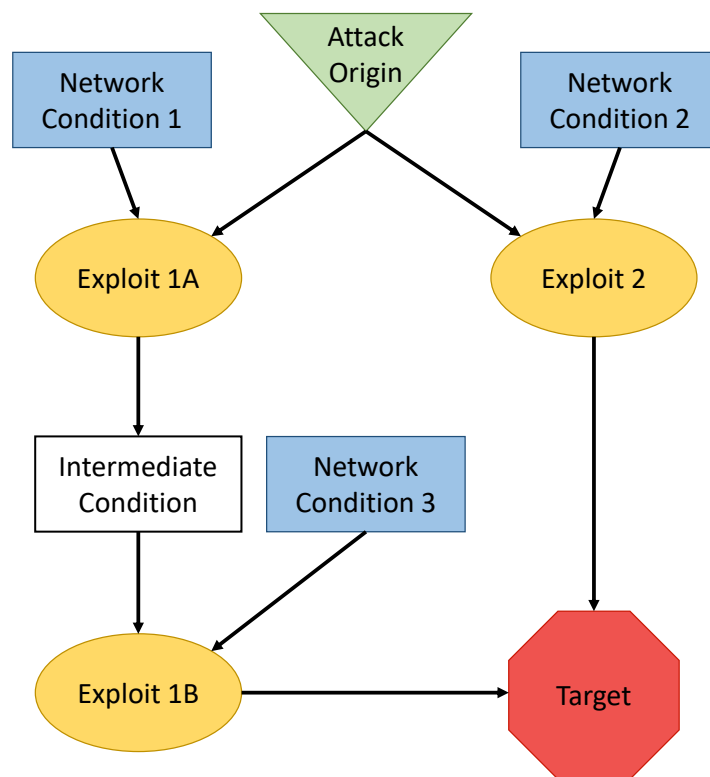 Attack
Origin
Network
Condition 1
Network
Condition 2
Exploit 1A
Exploit 2
Intermediate
Condition
Network
Condition 3
Exploit 1B
Target